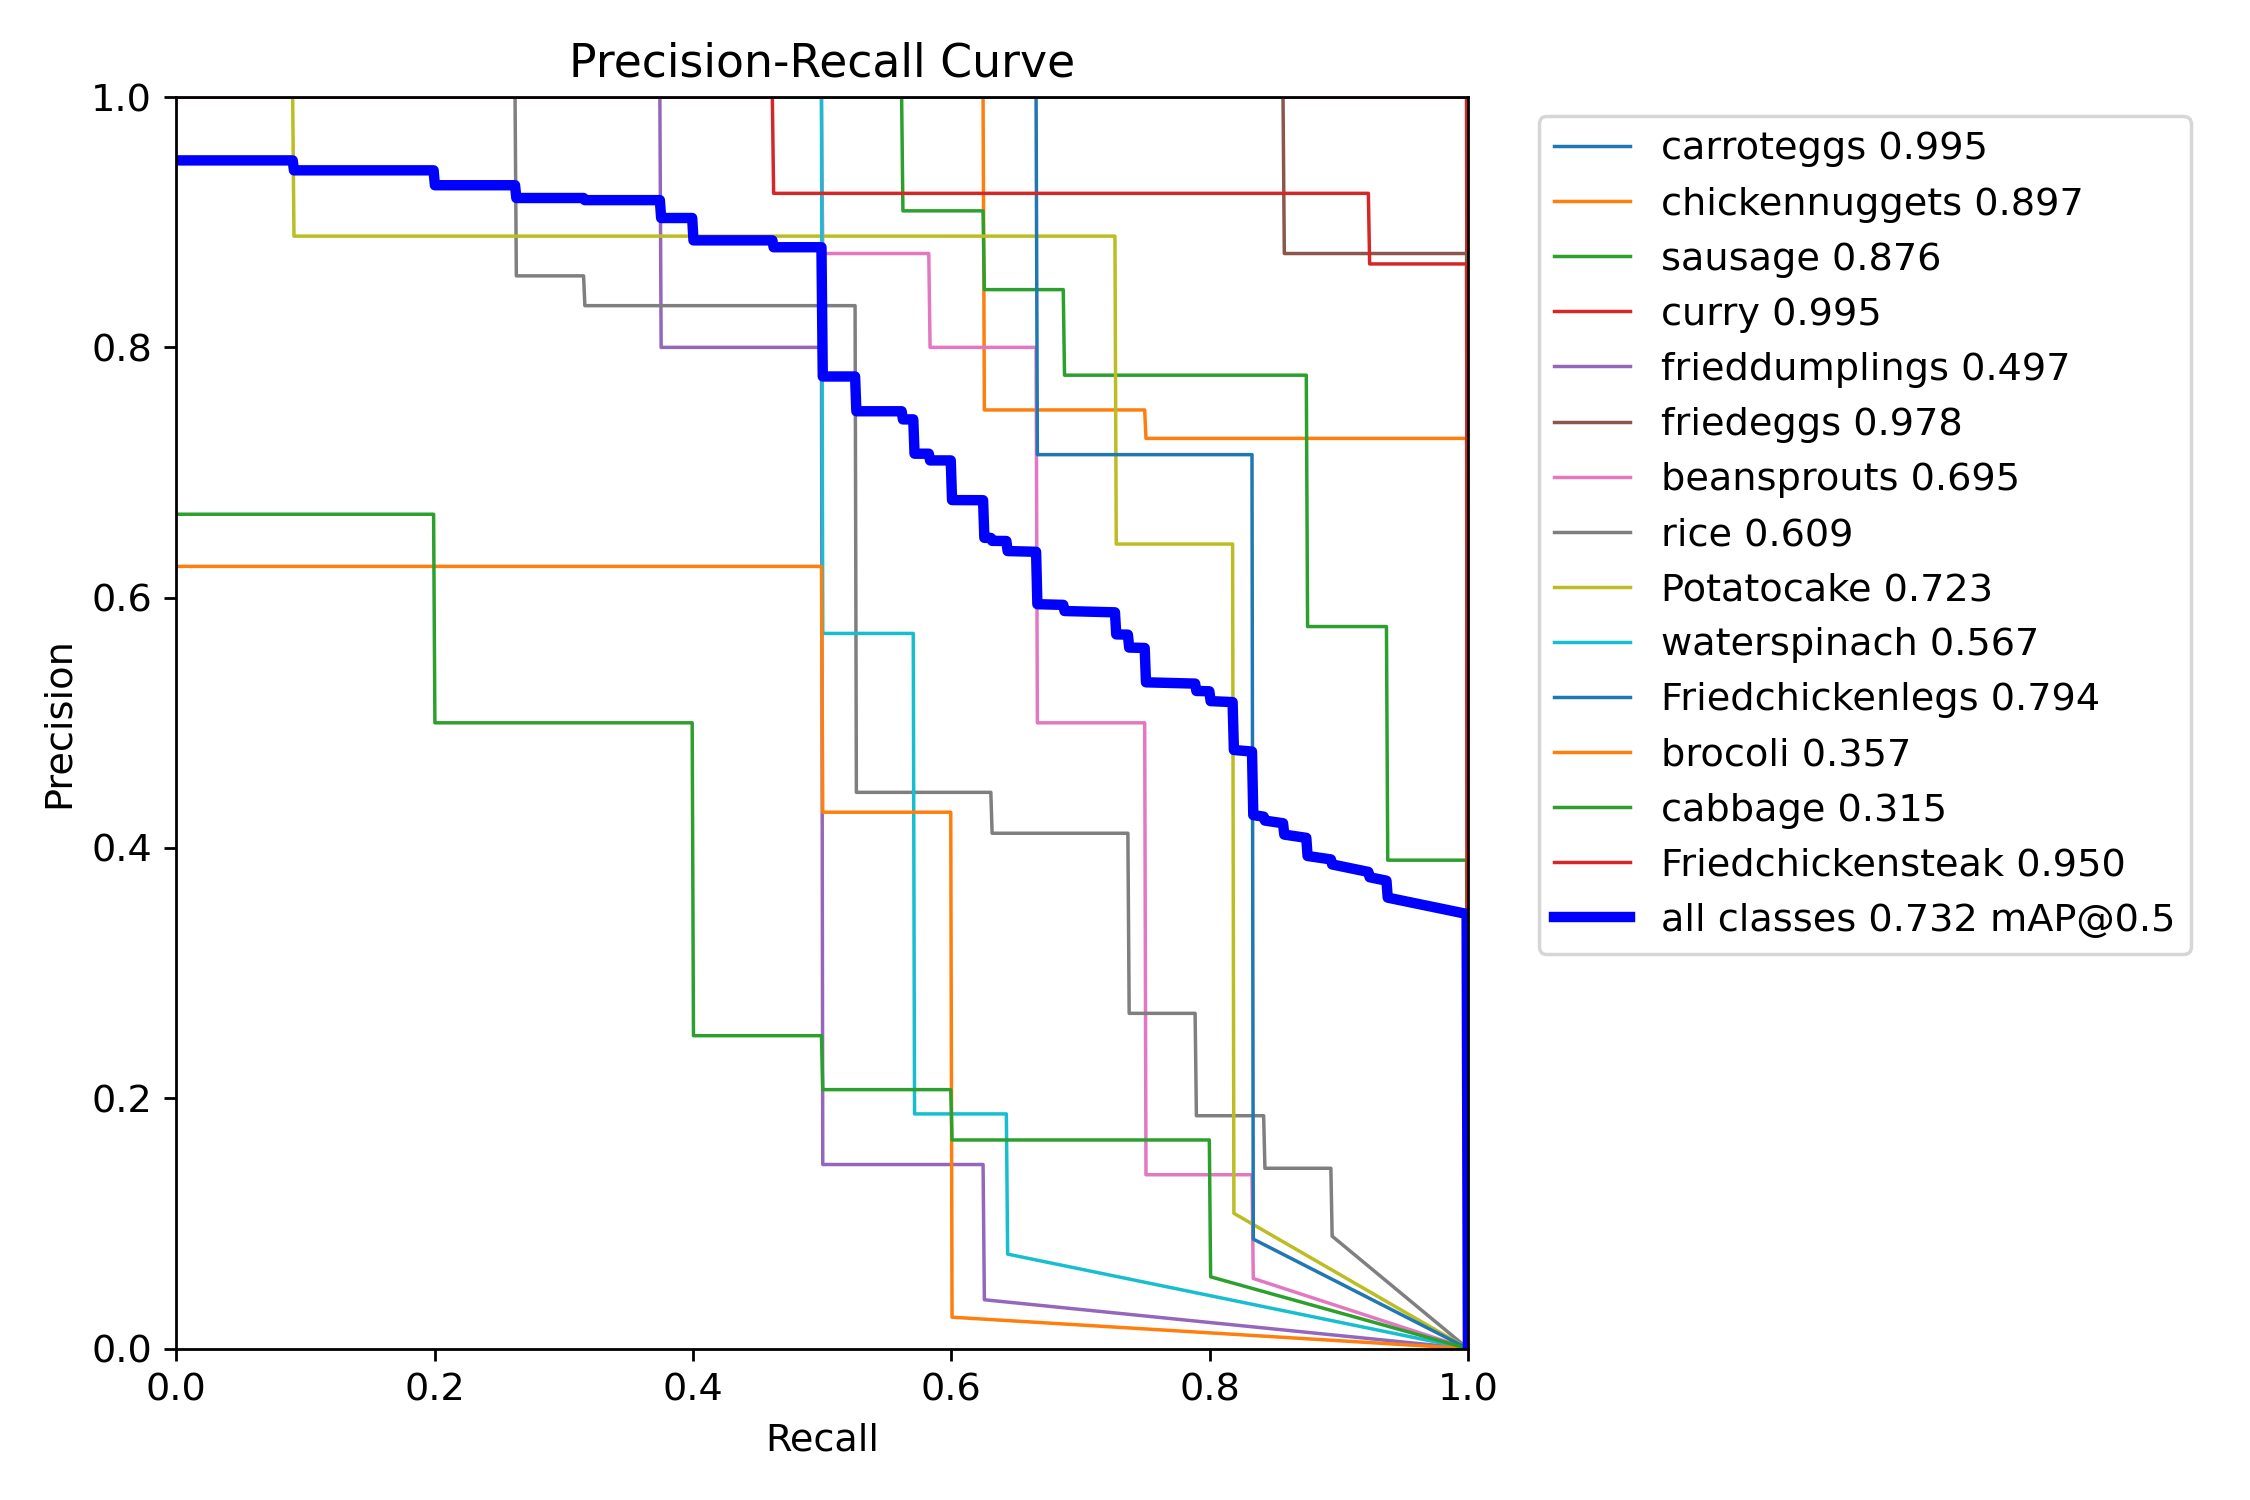 Precision-Recall Curve
1.0
0.8
0.6
0.4
0.2
0.0
Precision
0.0 0.2 0.4 0.6 0.8 1.0
Recall
carroteggs 0.995
chickennuggets 0.897
sausage 0.876
curry 0.995
frieddumplings 0.497
friedeggs 0.978
beansprouts 0.695
rice 0.609
Potatocake 0.723
waterspinach 0.567
Friedchickenlegs 0.794
brocoli 0.357
cabbage 0.315
Friedchickensteak 0.950
all classes 0.732 mAP@0.5